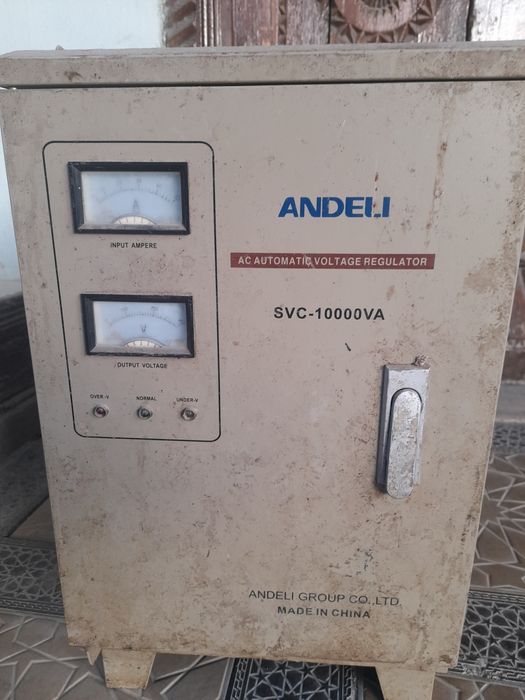 ANDELI
AC AUTOMATIC VOLTAGE REGULATOR
SVC-10000VA
A
INPUT AMPERE
V
OUTPUT VOLTAGE
OVER-V NORMAL UNDER-V
ANDELI GROUP CO.,LTD.
MADE IN CHINA